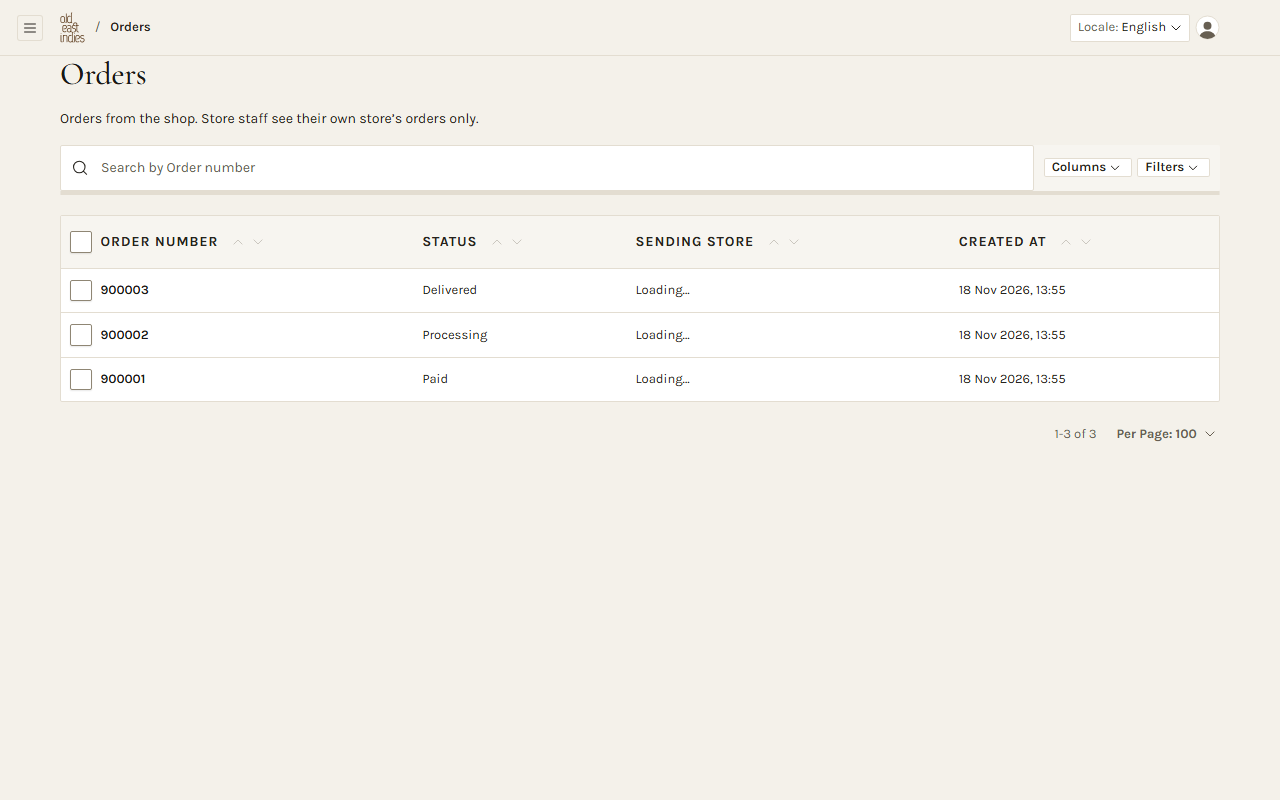 old east indies / Orders
Locale: English
Orders
Orders from the shop. Store staff see their own store's orders only.
Search by Order number
Columns
Filters
ORDER NUMBER STATUS SENDING STORE CREATED AT
900003 Delivered Loading... 18 Nov 2026, 13:55
900002 Processing Loading... 18 Nov 2026, 13:55
900001 Paid Loading... 18 Nov 2026, 13:55
1-3 of 3 Per Page: 100